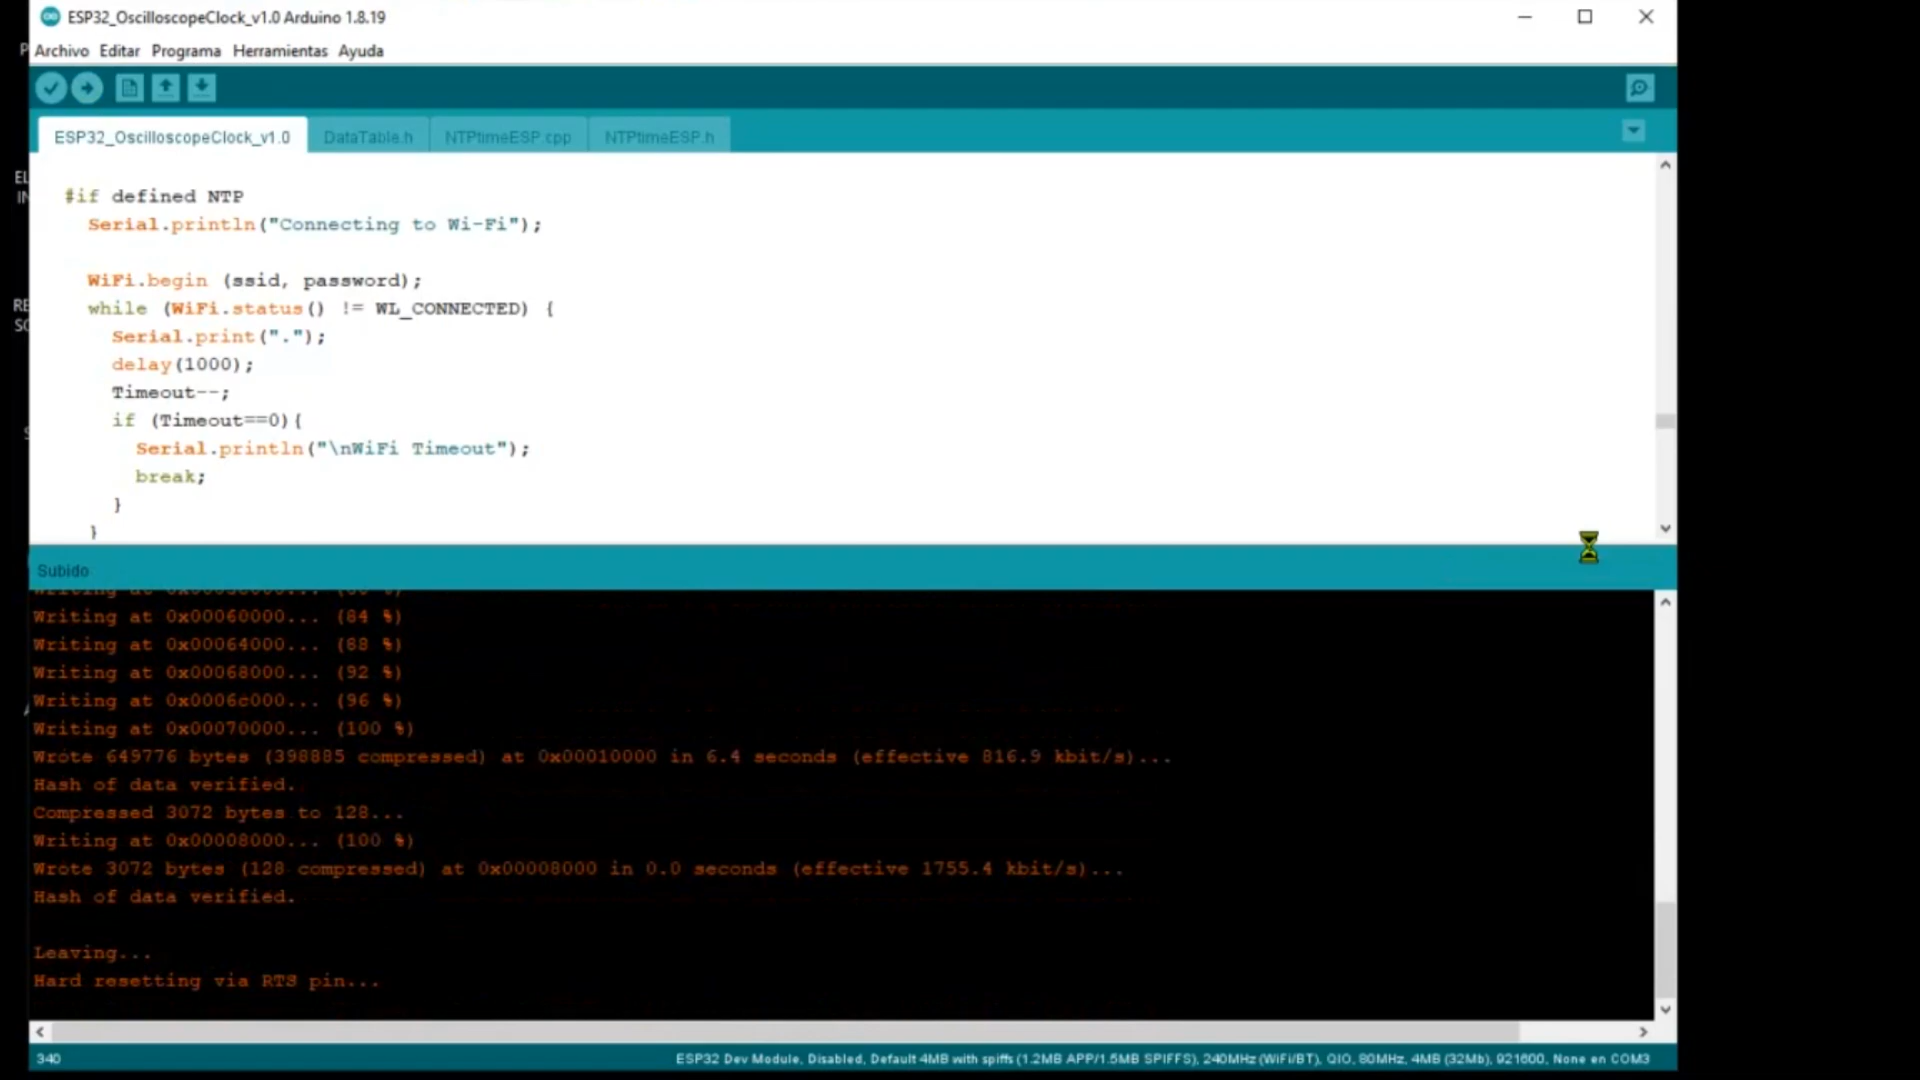 ESP32_OscilloscopeClock_v1.0 Arduino 1.8.19
Archivo Editar Programa Herramientas Ayuda
ESP32_OscilloscopeClock_v1.0 DataTable.h NTPtimeESP.cpp NTPtimeESP.h
#if defined NTP
Serial.println("Connecting to Wi-Fi");
WiFi.begin (ssid, password);
while (WiFi.status() != WL_CONNECTED) {
Serial.print(".");
delay(1000);
Timeout--;
if (Timeout==0){
Serial.println("\nWiFi Timeout");
break;
}
}
Subido
Writing at 0x00060000... (84 %)
Writing at 0x00064000... (88 %)
Writing at 0x00068000... (92 %)
Writing at 0x0006c000... (96 %)
Writing at 0x00070000... (100 %)
Wrote 649776 bytes (398885 compressed) at 0x00010000 in 6.4 seconds (effective 816.9 kbit/s)...
Hash of data verified.
Compressed 3072 bytes to 128...
Writing at 0x00008000... (100 %)
Wrote 3072 bytes (128 compressed) at 0x00008000 in 0.0 seconds (effective 1755.4 kbit/s)...
Hash of data verified.
Leaving...
Hard resetting via RTS pin...
340 ESP32 Dev Module, Disabled, Default 4MB with spiffs (1.2MB APP/1.5MB SPIFFS), 240MHz (WiFi/BT), QIO, 80MHz, 4MB (32Mb), 921600, None en COM3